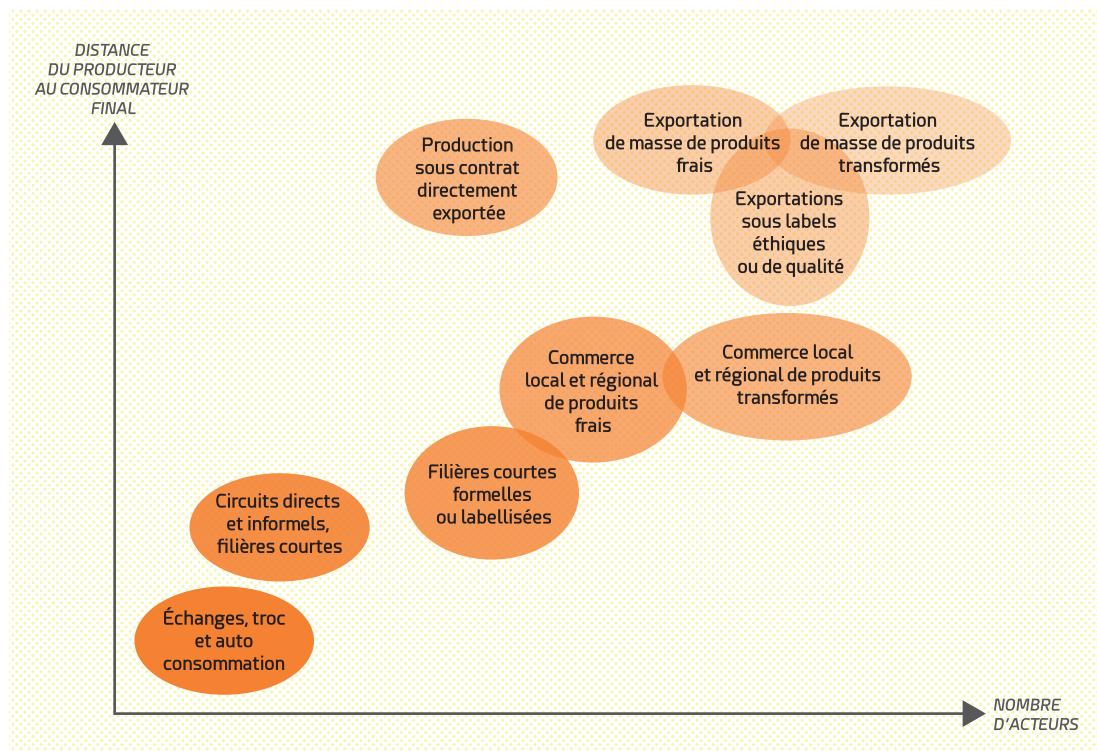 DISTANCE
DU PRODUCTEUR
AU CONSOMMATEUR
FINAL
Production
sous contrat
directement
exportée
Exportation
de masse de produits
frais
Exportation
de masse de produits
transformés
Exportations
sous labels
éthiques
ou de qualité
Commerce
local et régional
de produits
frais
Commerce local
et régional de produits
transformés
Filières courtes
formelles
ou labellisées
Circuits directs
et informels,
filières courtes
Échanges, troc
et auto
consommation
NOMBRE
D'ACTEURS